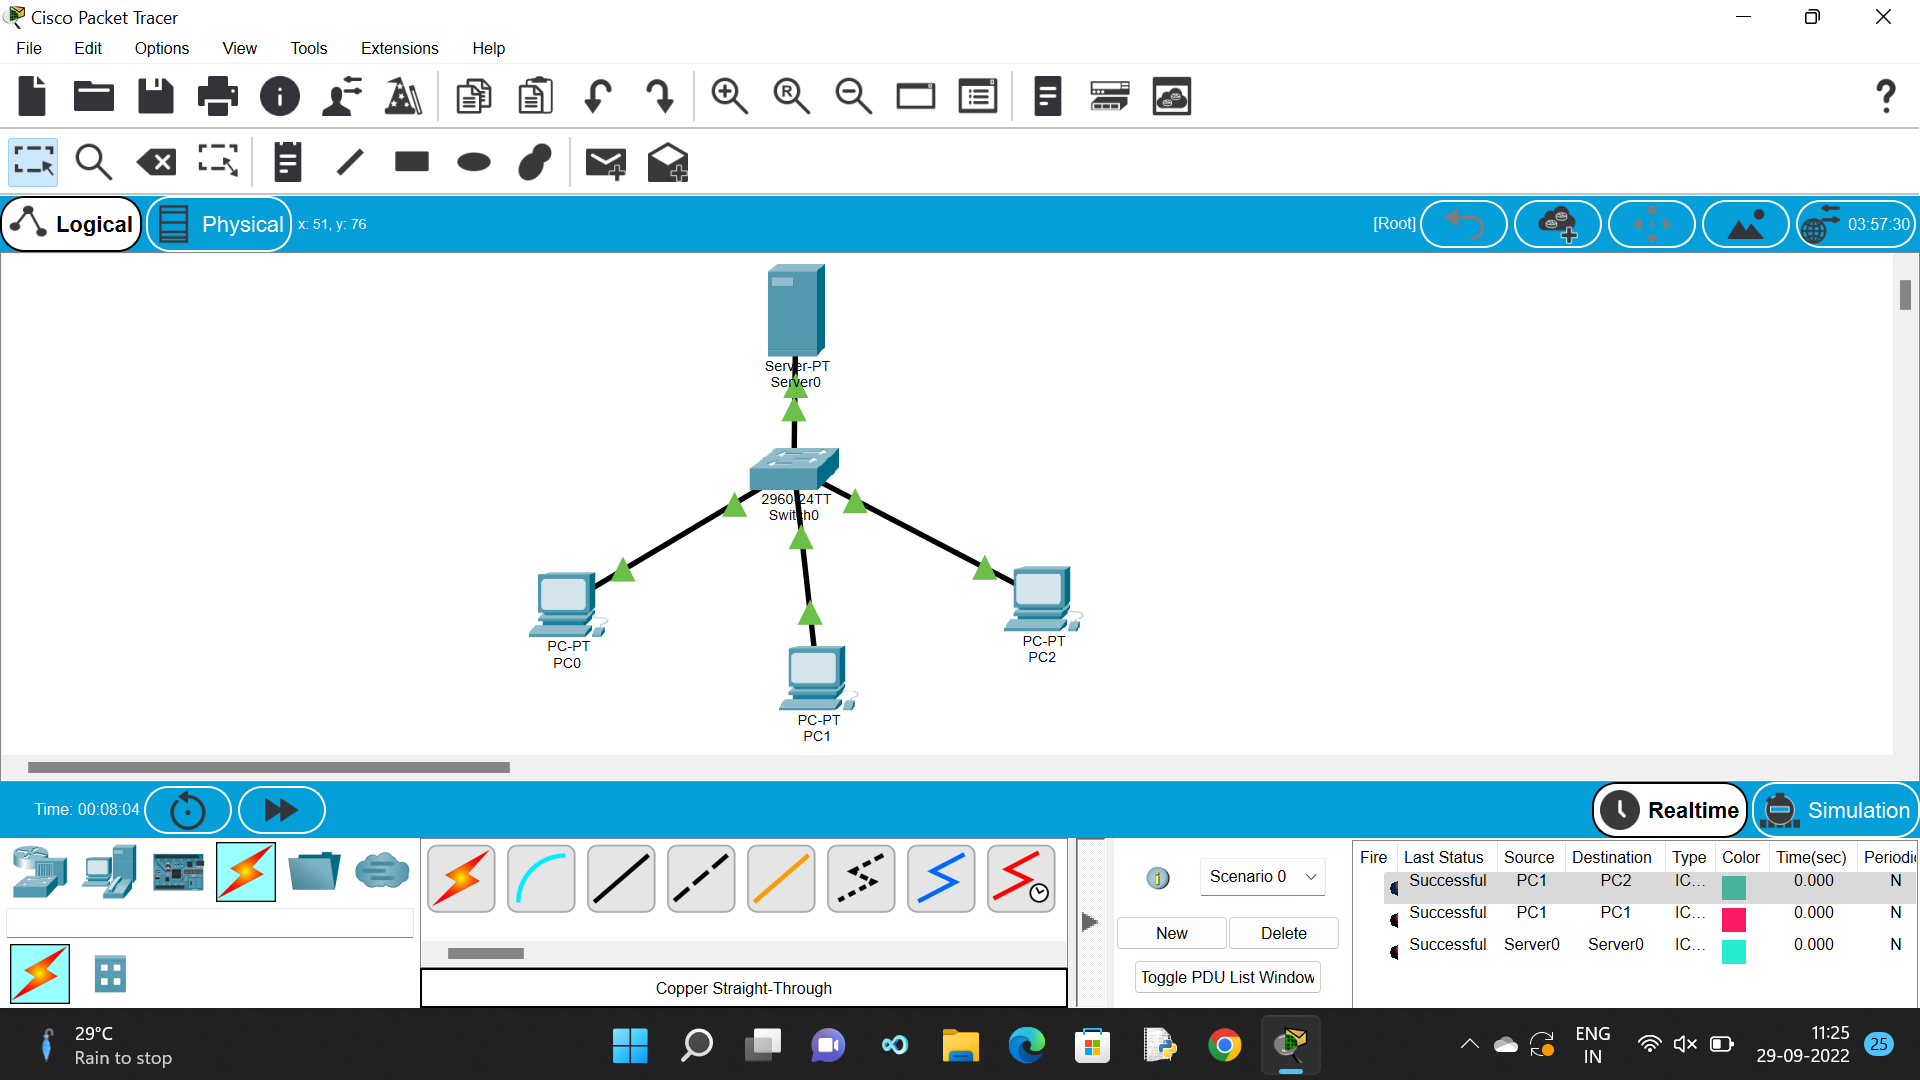 Cisco Packet Tracer
File Edit Options View Tools Extensions Help
Logical Physical x: 51, y: 76 [Root] 03:57:30
Server-PT
Server0
2960-24TT
Switch0
PC-PT
PC0
PC-PT
PC2
PC-PT
PC1
Time: 00:08:04 Realtime Simulation
Fire Last Status Source Destination Type Color Time(sec) Periodic
Successful PC1 PC2 IC... 0.000 N
Successful PC1 PC1 IC... 0.000 N
Successful Server0 Server0 IC... 0.000 N
Scenario 0
New Delete
Toggle PDU List Window
Copper Straight-Through
29°C
Rain to stop
ENG
IN
11:25
29-09-2022
25